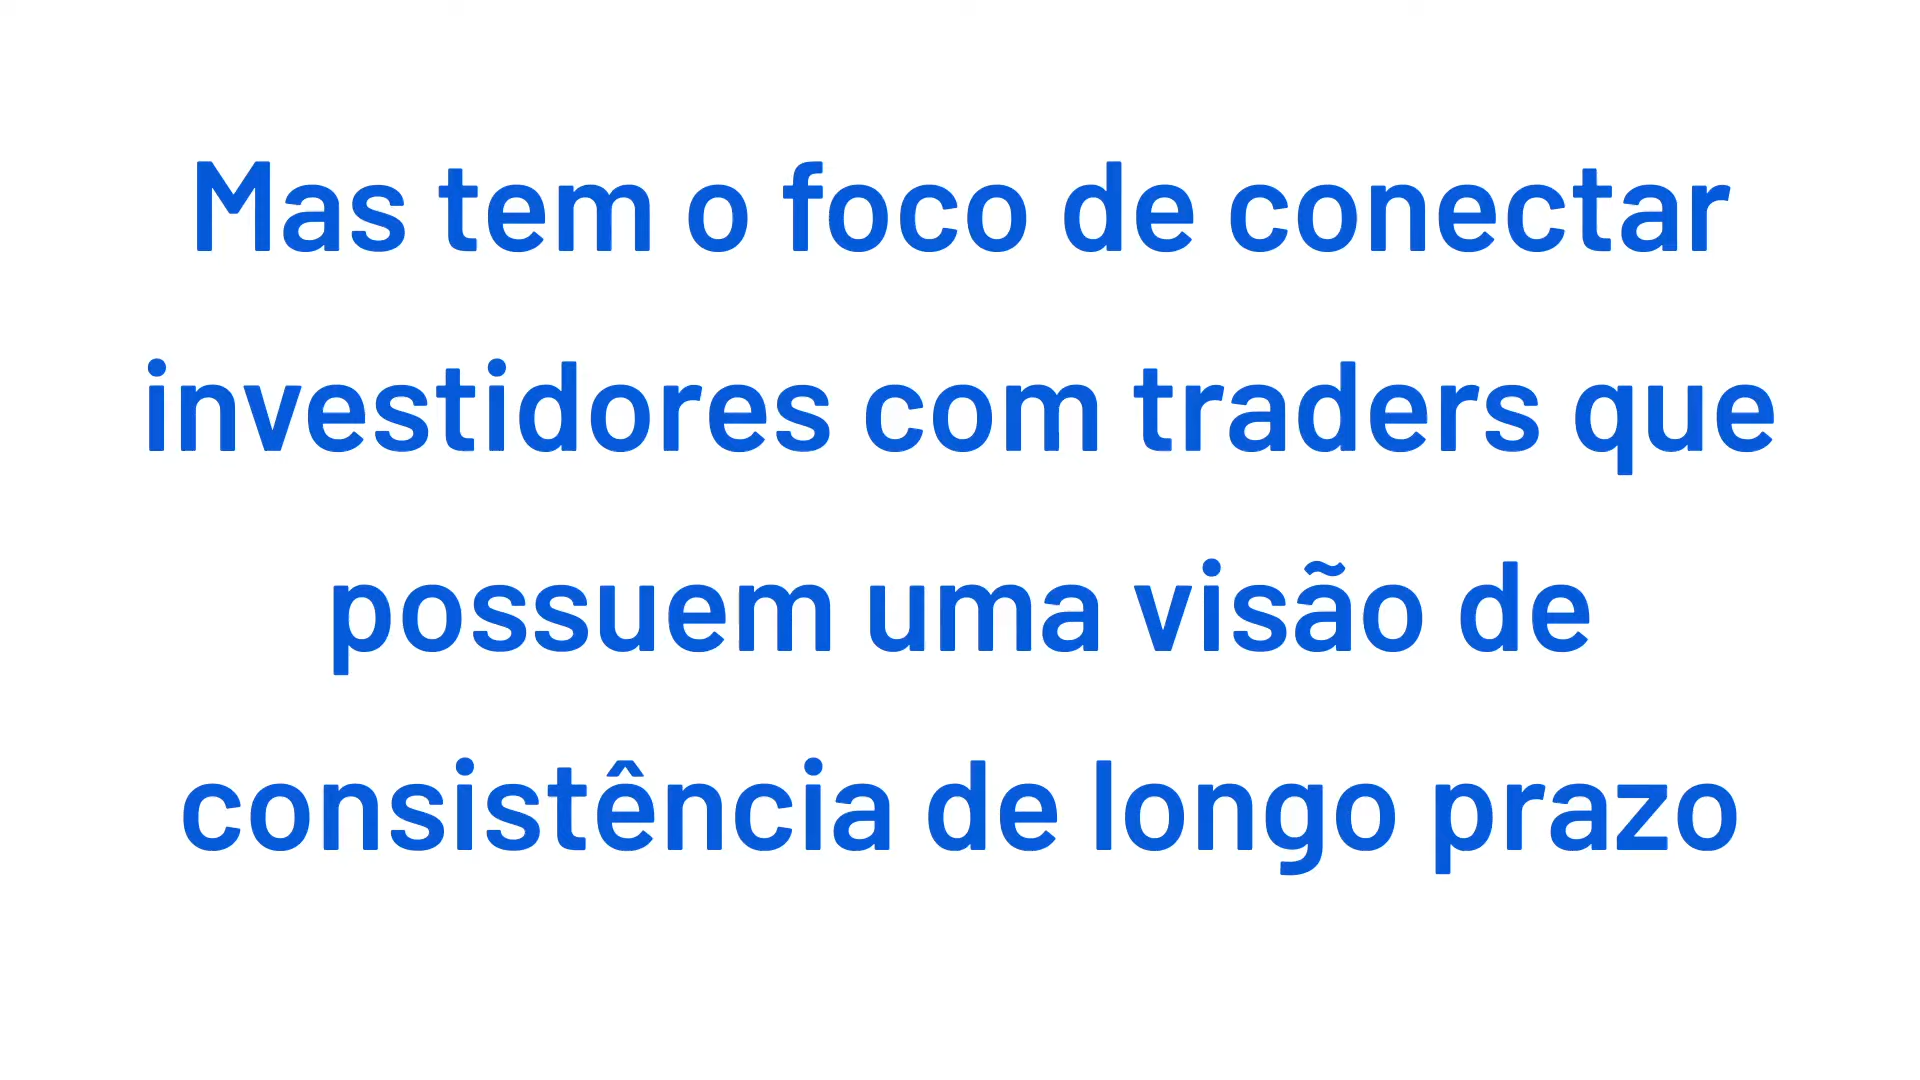 Mas tem o foco de conectar
investidores com traders que
possuem uma visão de
consistência de longo prazo